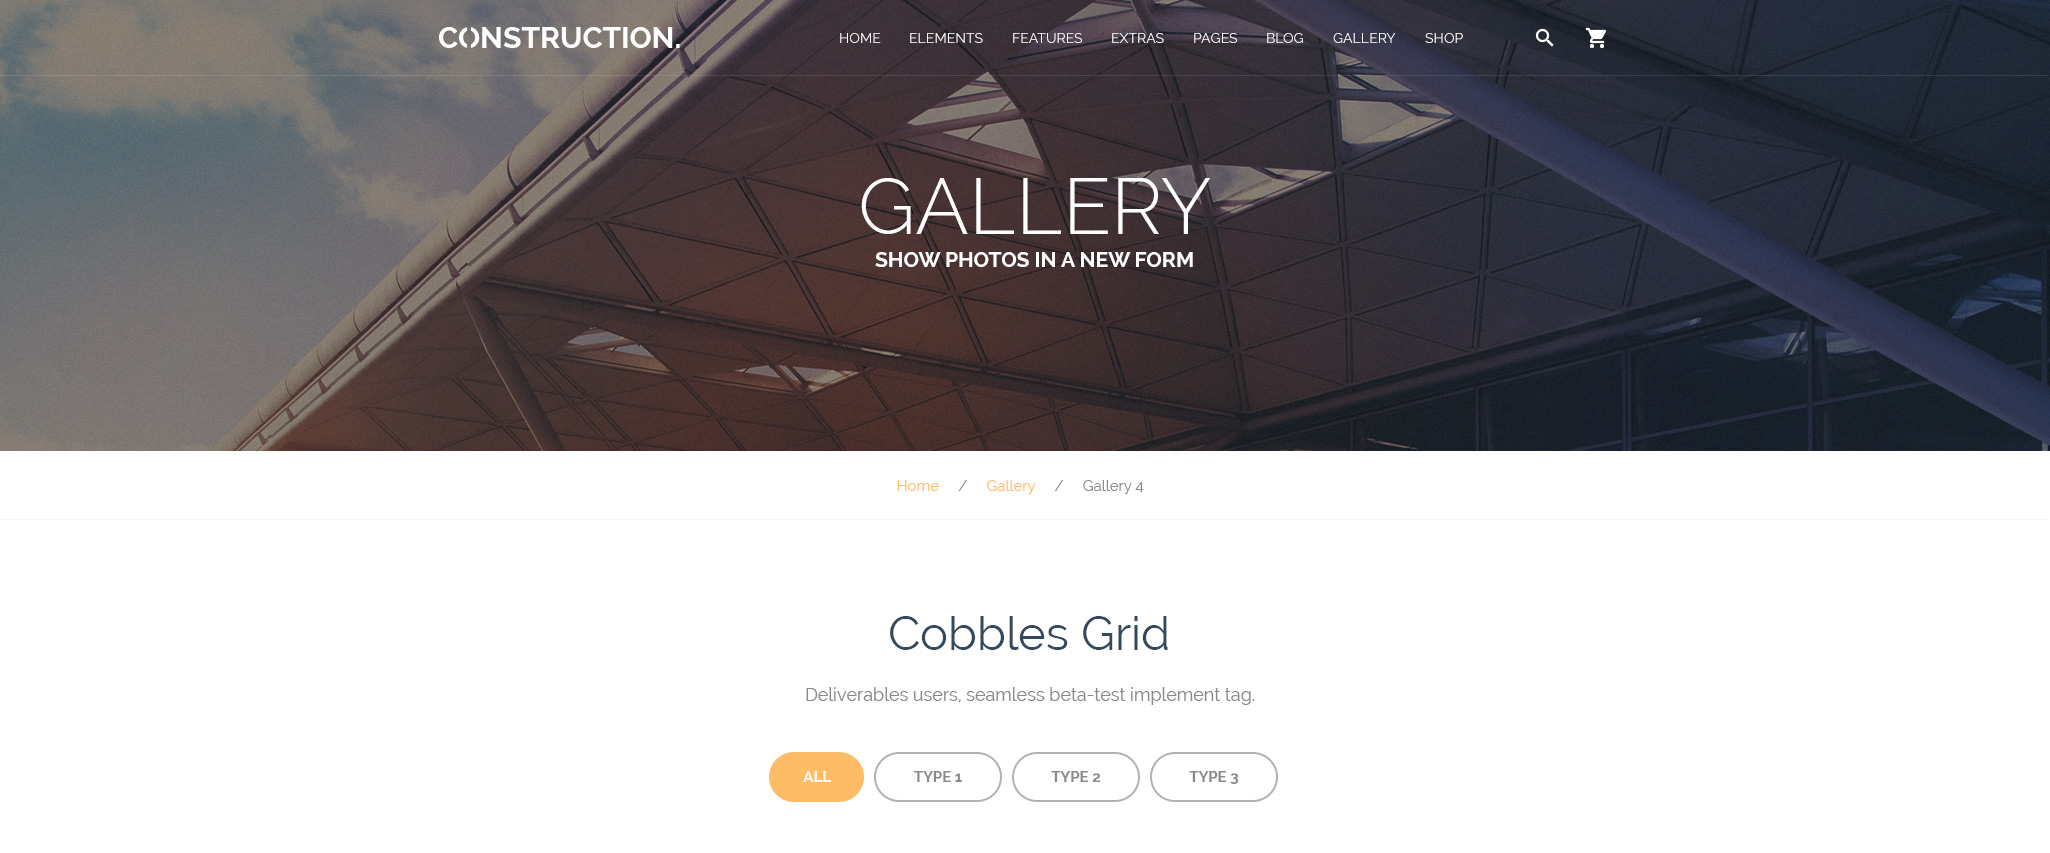 CONSTRUCTION.
HOME ELEMENTS FEATURES EXTRAS PAGES BLOG GALLERY SHOP
GALLERY
SHOW PHOTOS IN A NEW FORM
Home / Gallery / Gallery 4
Cobbles Grid
Deliverables users, seamless beta-test implement tag.
ALL TYPE 1 TYPE 2 TYPE 3